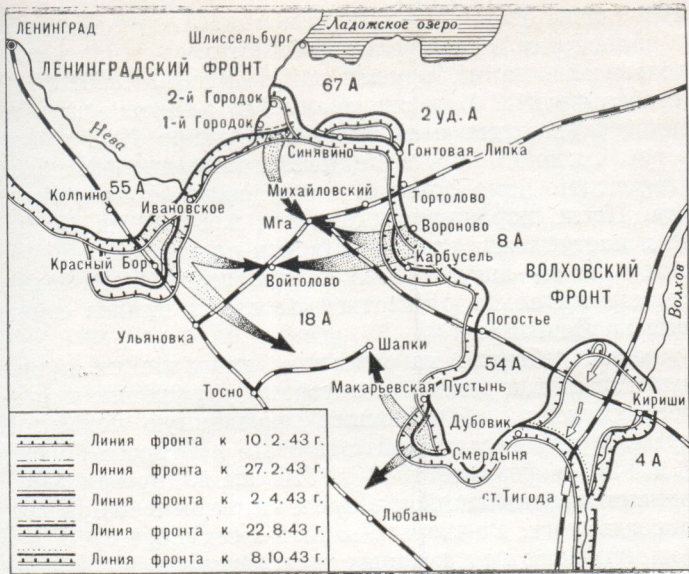 ЛЕНИНГРАД
Ладожское озеро
Шлиссельбург
ЛЕНИНГРАДСКИЙ ФРОНТ
67 А
2-й Городок
2 уд. А
1-й Городок
Нева
Синявино
Гонтовая Липка
55 А
Михайловский
Тортолово
Колпино
Ивановское
Мга
Вороново
8 А
Красный Бор
Карбусель
ВОЛХОВСКИЙ
ФРОНТ
Волхов
Войтолово
18 А
Погостье
Ульяновка
Шапки
54 А
Тосно
Макарьевская Пустынь
Кириши
Дубовик
Смердыня
4 А
ст. Тигода
Любань
Линия фронта к 10.2.43 г.
Линия фронта к 27.2.43 г.
Линия фронта к 2.4.43 г.
Линия фронта к 22.8.43 г.
Линия фронта к 8.10.43 г.